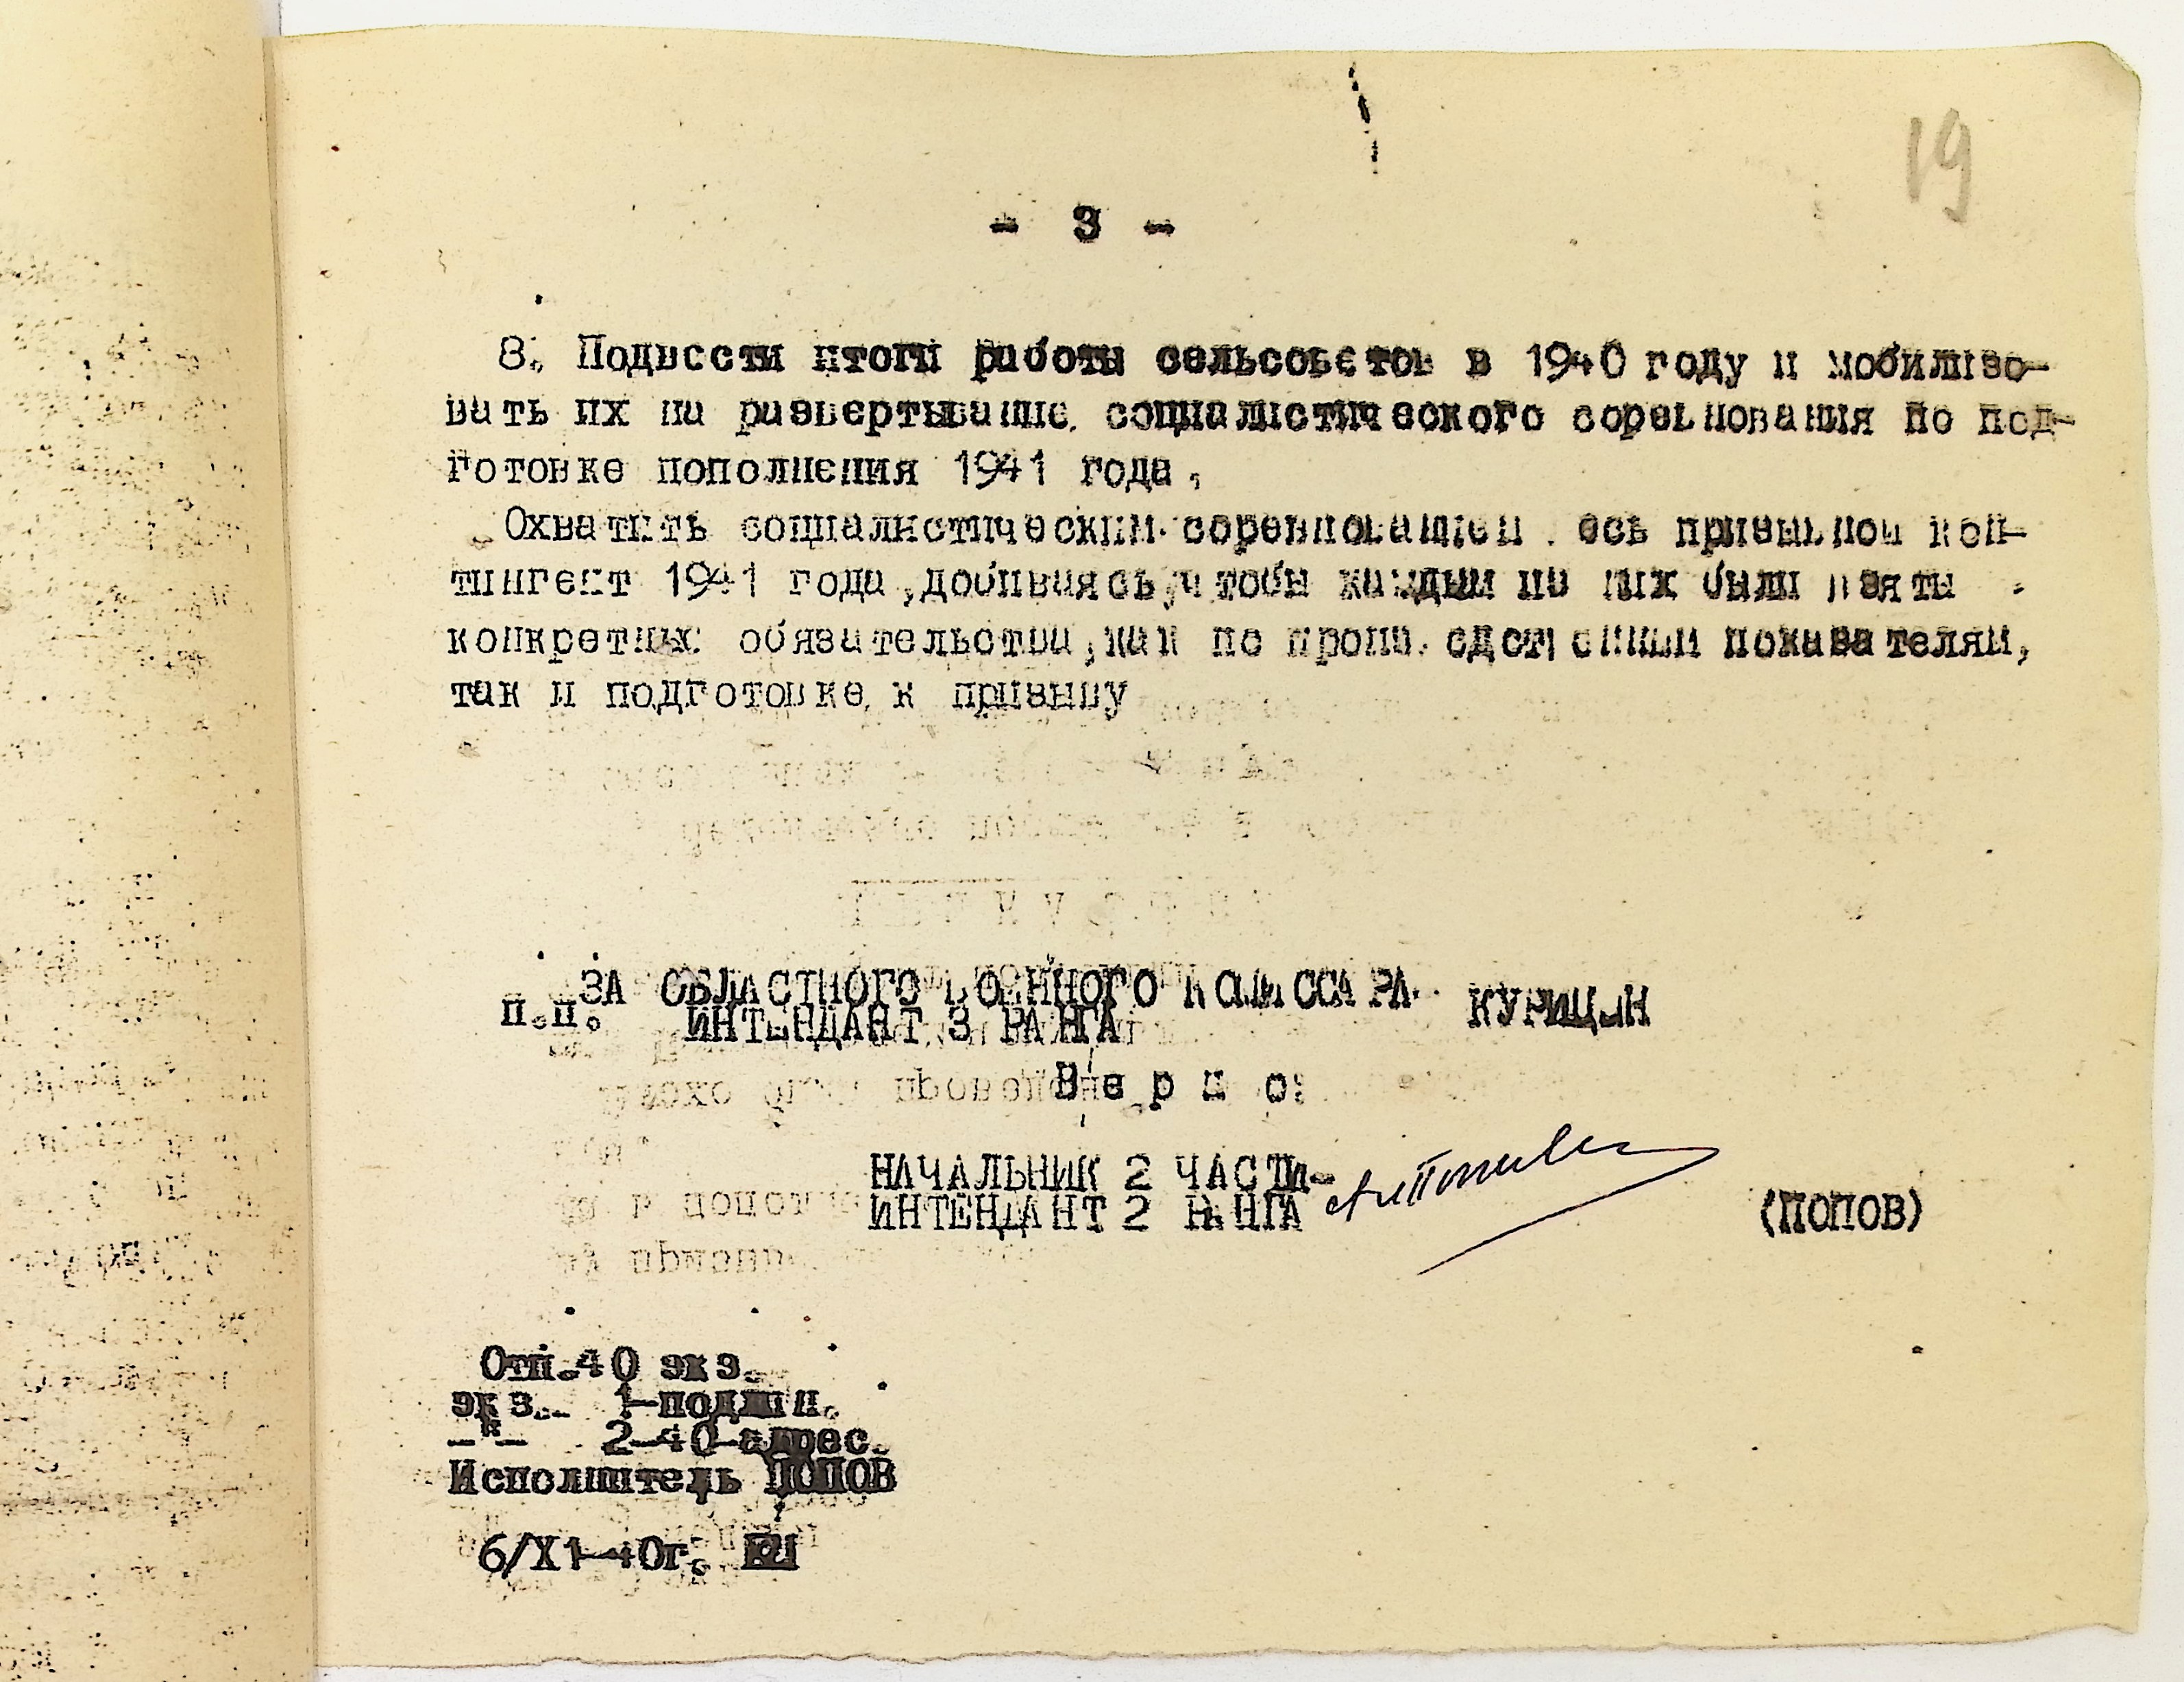 19
- 3 -
8. Подвести итоги работы сельсоветов в 1940 году и мобилизо-
вать их на развертывание социалистического соревнования по под-
готовке пополнения 1941 года.
Охватить социалистическим соревнованием весь призывной кон-
тингент 1941 года, добиваясь, чтобы каждым из них были взяты
конкретных обязательства, как по производственным показателям,
так и подготовке к призыву
ЗА ОБЛАСТНОГО ВОЕННОГО КОМИССАРА
п.п. ИНТЕНДАНТ 3 РАНГА КУРИЦЫН
Верно:
НАЧАЛЬНИК 2 ЧАСТИ-
ИНТЕНДАНТ 2 РАНГА (ПОПОВ)
Отп.40 экз.
экз. 1-подшив.
-"- 2-40-адрес.
Исполнитель ПОПОВ
6/X1-40г.